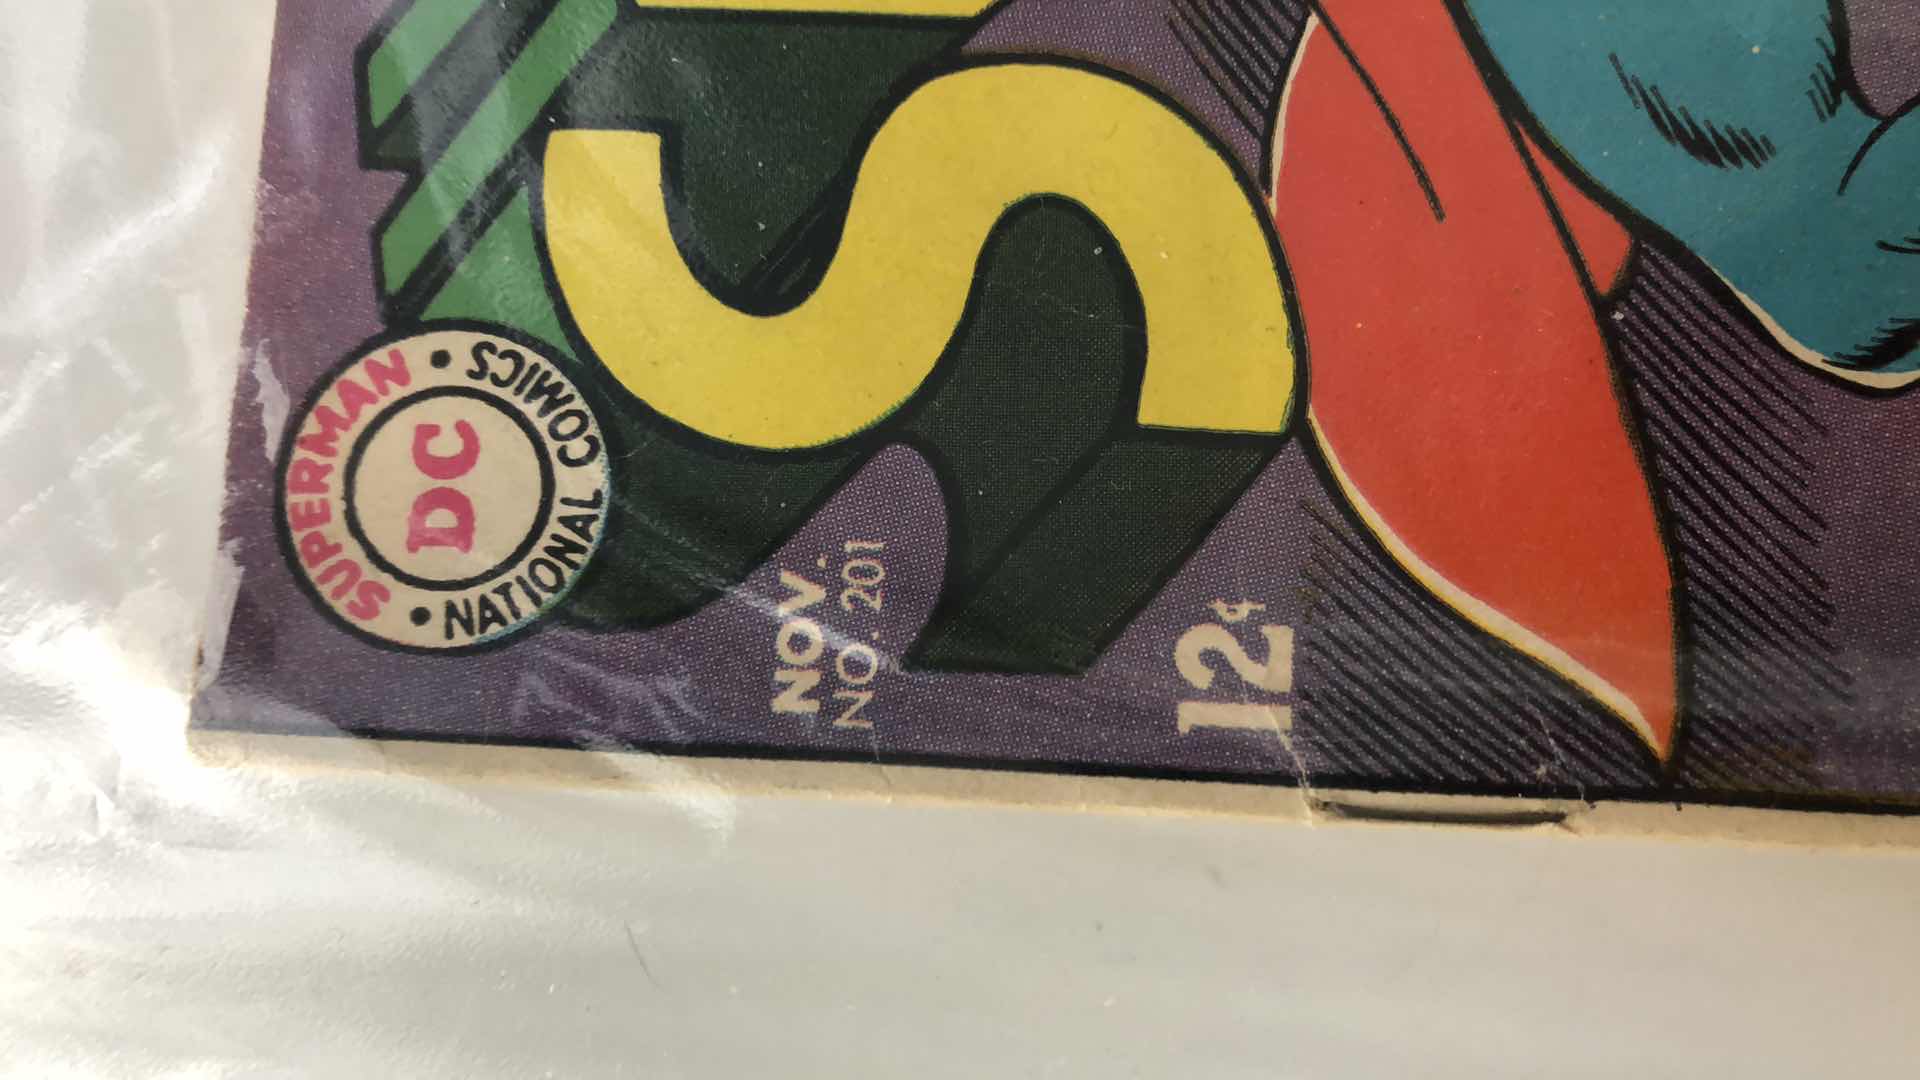 S
SUPERMAN • NATIONAL COMICS •
DC
NOV.
NO. 201
12¢